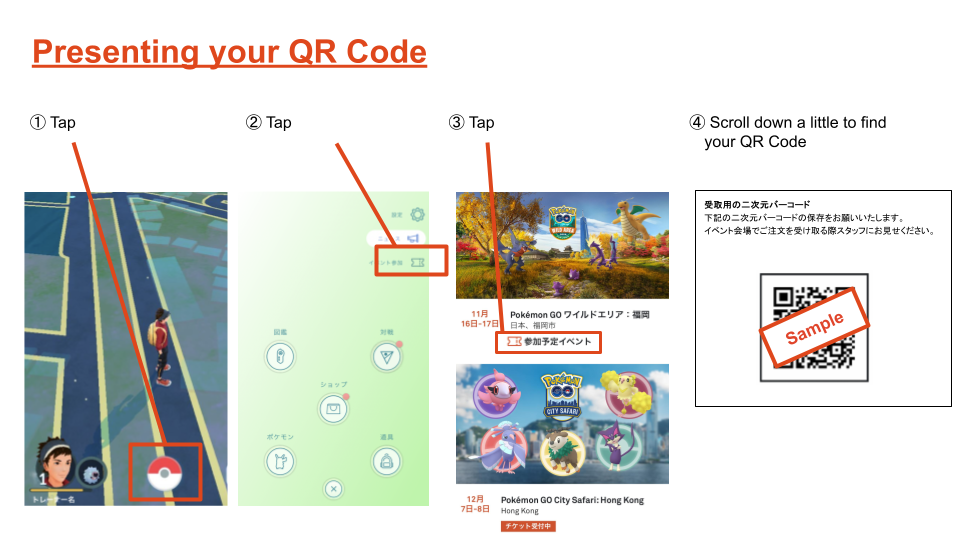 Presenting your QR Code
① Tap
② Tap
③ Tap
④ Scroll down a little to find
your QR Code
1
トレーナー名
設定
ニュース
イベント参加
図鑑
対戦
ショップ
ポケモン
道具
Pokémon
GO
WILD AREA
11月
16日-17日
Pokémon GO ワイルドエリア：福岡
日本、福岡市
参加予定イベント
Pokémon
GO
CITY SAFARI
12月
7日-8日
Pokémon GO City Safari: Hong Kong
Hong Kong
チケット受付中
受取用の二次元バーコード
下記の二次元バーコードの保存をお願いいたします。
イベント会場でご注文を受け取る際スタッフにお見せください。
Sample